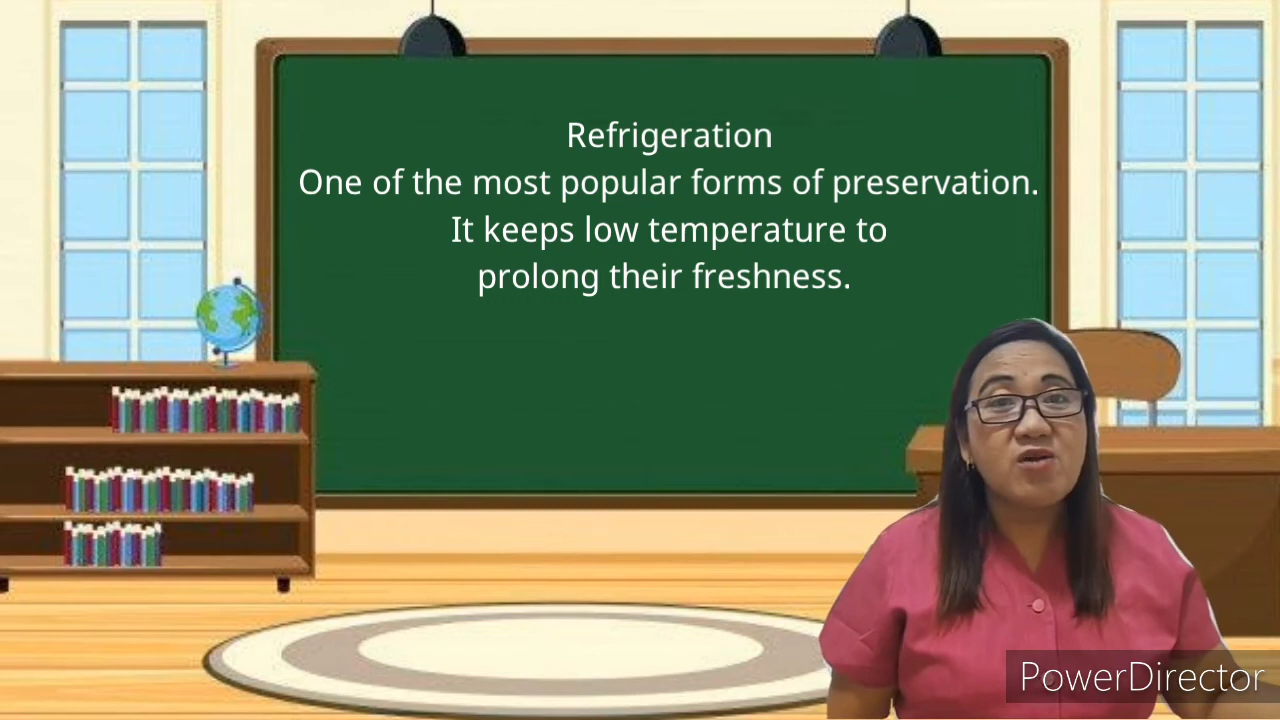 Refrigeration
One of the most popular forms of preservation.
It keeps low temperature to
prolong their freshness.
PowerDirector